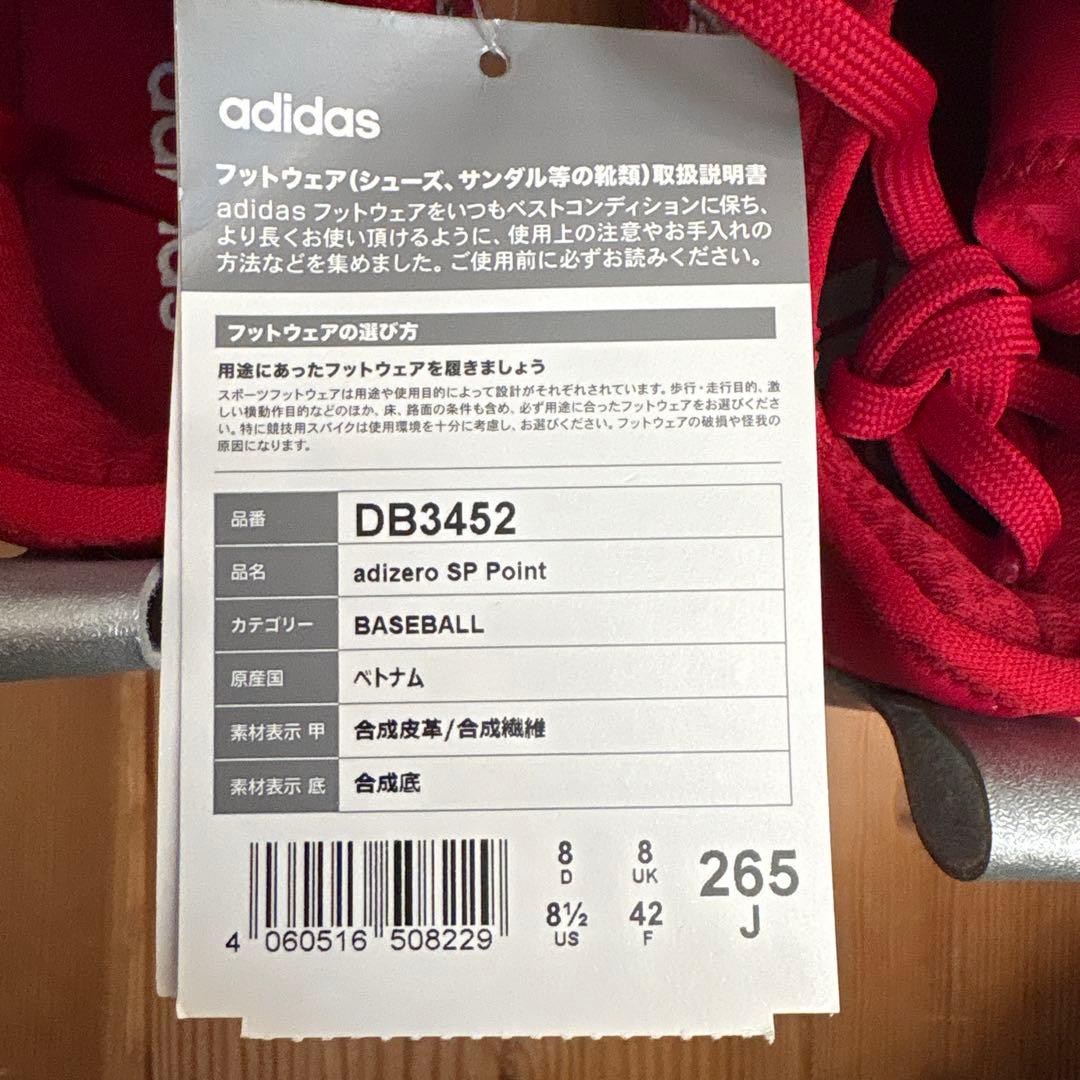 adidas
フットウェア(シューズ、サンダル等の靴類)取扱説明書
adidas フットウェアをいつもベストコンディションに保ち、
より長くお使い頂けるように、使用上の注意やお手入れの
方法などを集めました。ご使用前に必ずお読みください。
フットウェアの選び方
用途にあったフットウェアを履きましょう
スポーツフットウェアは用途や使用目的によって設計がそれぞれされています。歩行・走行目的、激
しい横動作目的などのほか、床、路面の条件も含め、必ず用途に合ったフットウェアをお選びくださ
い。特に競技用スパイクは使用環境を十分に考慮し、お選びください。フットウェアの破損や怪我の
原因になります。
品番 DB3452
品名 adizero SP Point
カテゴリー BASEBALL
原産国 ベトナム
素材表示 甲 合成皮革/合成繊維
素材表示 底 合成底
8 D 8 UK 265 J
8½ US 42 F
4 060516 508229